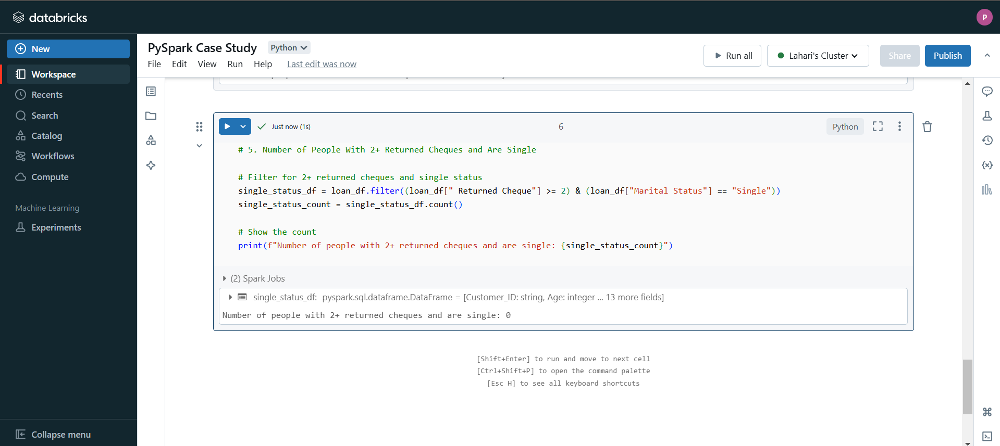 databricks
P
New
Workspace
Recents
Search
Catalog
Workflows
Compute
Machine Learning
Experiments
Collapse menu
PySpark Case Study Python
File Edit View Run Help Last edit was now
Run all Lahari's Cluster Share Publish
Just now (1s) 6 Python
# 5. Number of People With 2+ Returned Cheques and Are Single
# Filter for 2+ returned cheques and single status
single_status_df = loan_df.filter((loan_df[" Returned Cheque"] >= 2) & (loan_df["Marital Status"] == "Single"))
single_status_count = single_status_df.count()
# Show the count
print(f"Number of people with 2+ returned cheques and are single: {single_status_count}")
(2) Spark Jobs
single_status_df: pyspark.sql.dataframe.DataFrame = [Customer_ID: string, Age: integer ... 13 more fields]
Number of people with 2+ returned cheques and are single: 0
[Shift+Enter] to run and move to next cell
[Ctrl+Shift+P] to open the command palette
[Esc H] to see all keyboard shortcuts